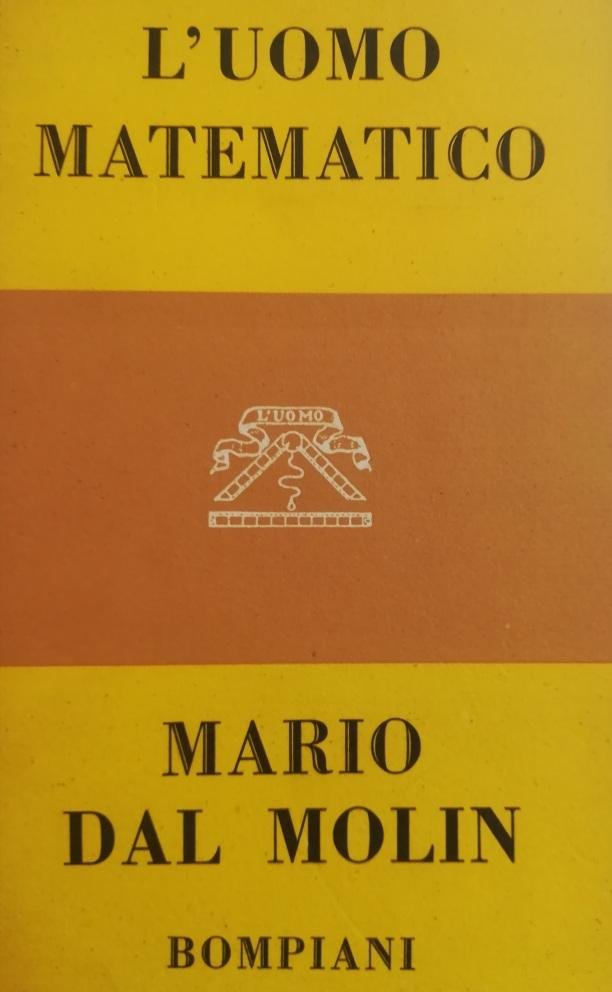 L'UOMO
MATEMATICO
L'UOMO
MARIO
DAL MOLIN
BOMPIANI